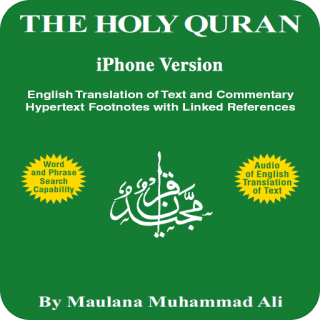 THE HOLY QURAN
iPhone Version
English Translation of Text and Commentary
Hypertext Footnotes with Linked References
Word
and Phrase
Search
Capability
Audio
of English
Translation
of Text
قرآن
مجيد
By Maulana Muhammad Ali